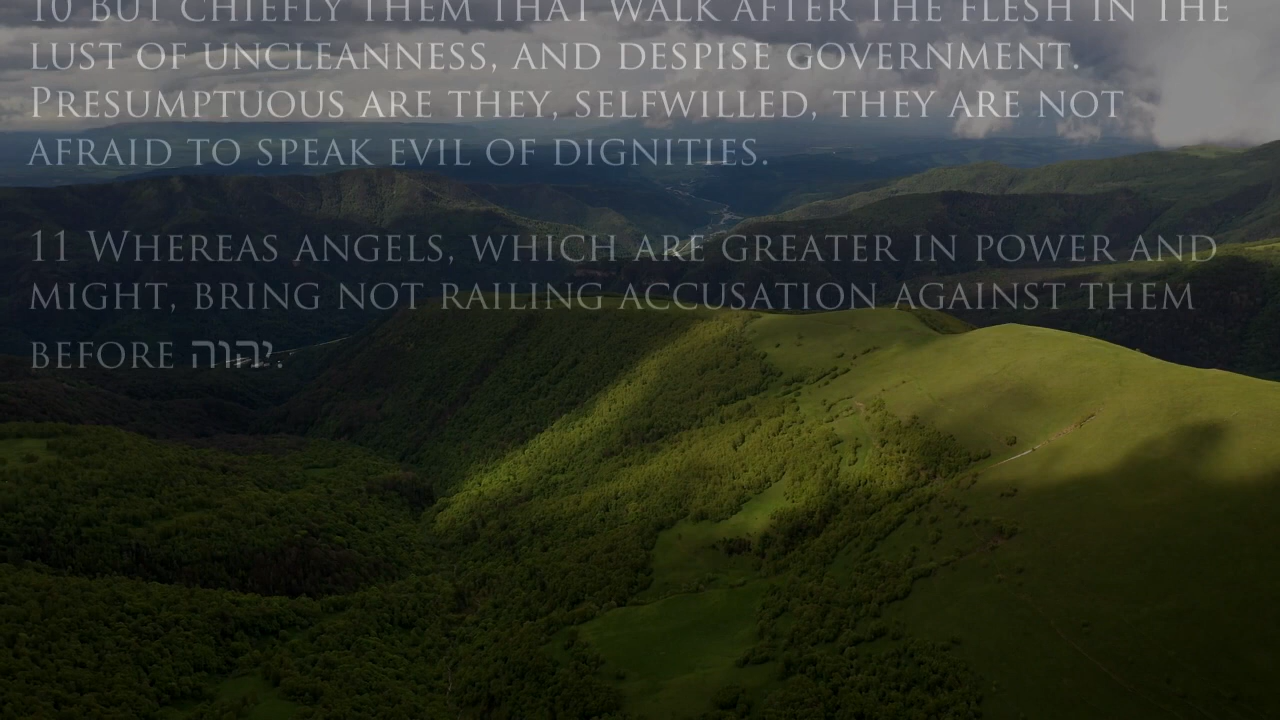 10 But chiefly them that walk after the flesh in the
lust of uncleanness, and despise government.
Presumptuous are they, selfwilled, they are not
afraid to speak evil of dignities.
11 Whereas angels, which are greater in power and
might, bring not railing accusation against them
before יהוה.